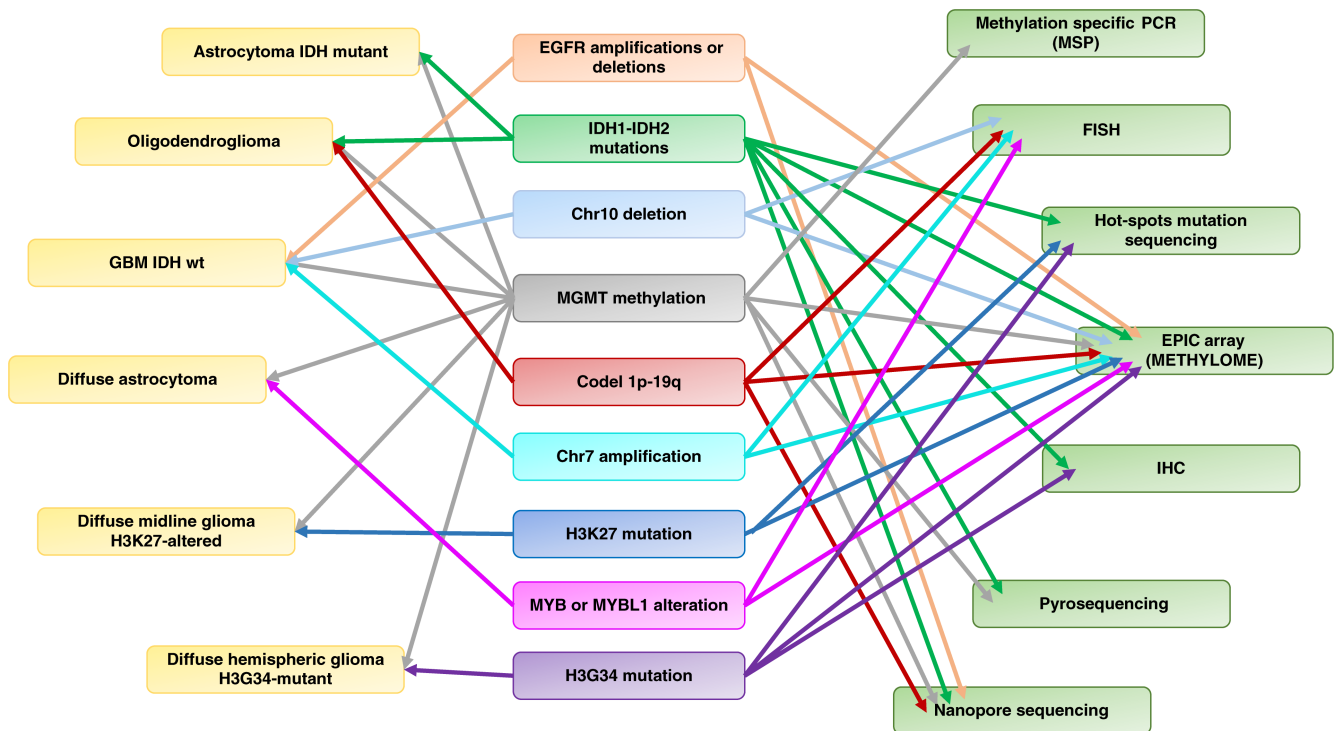 Astrocytoma IDH mutant
Oligodendroglioma
GBM IDH wt
Diffuse astrocytoma
Diffuse midline glioma
H3K27-altered
Diffuse hemispheric glioma
H3G34-mutant
EGFR amplifications or
deletions
IDH1-IDH2
mutations
Chr10 deletion
MGMT methylation
Codel 1p-19q
Chr7 amplification
H3K27 mutation
MYB or MYBL1 alteration
H3G34 mutation
Methylation specific PCR
(MSP)
FISH
Hot-spots mutation
sequencing
EPIC array
(METHYLOME)
IHC
Pyrosequencing
Nanopore sequencing